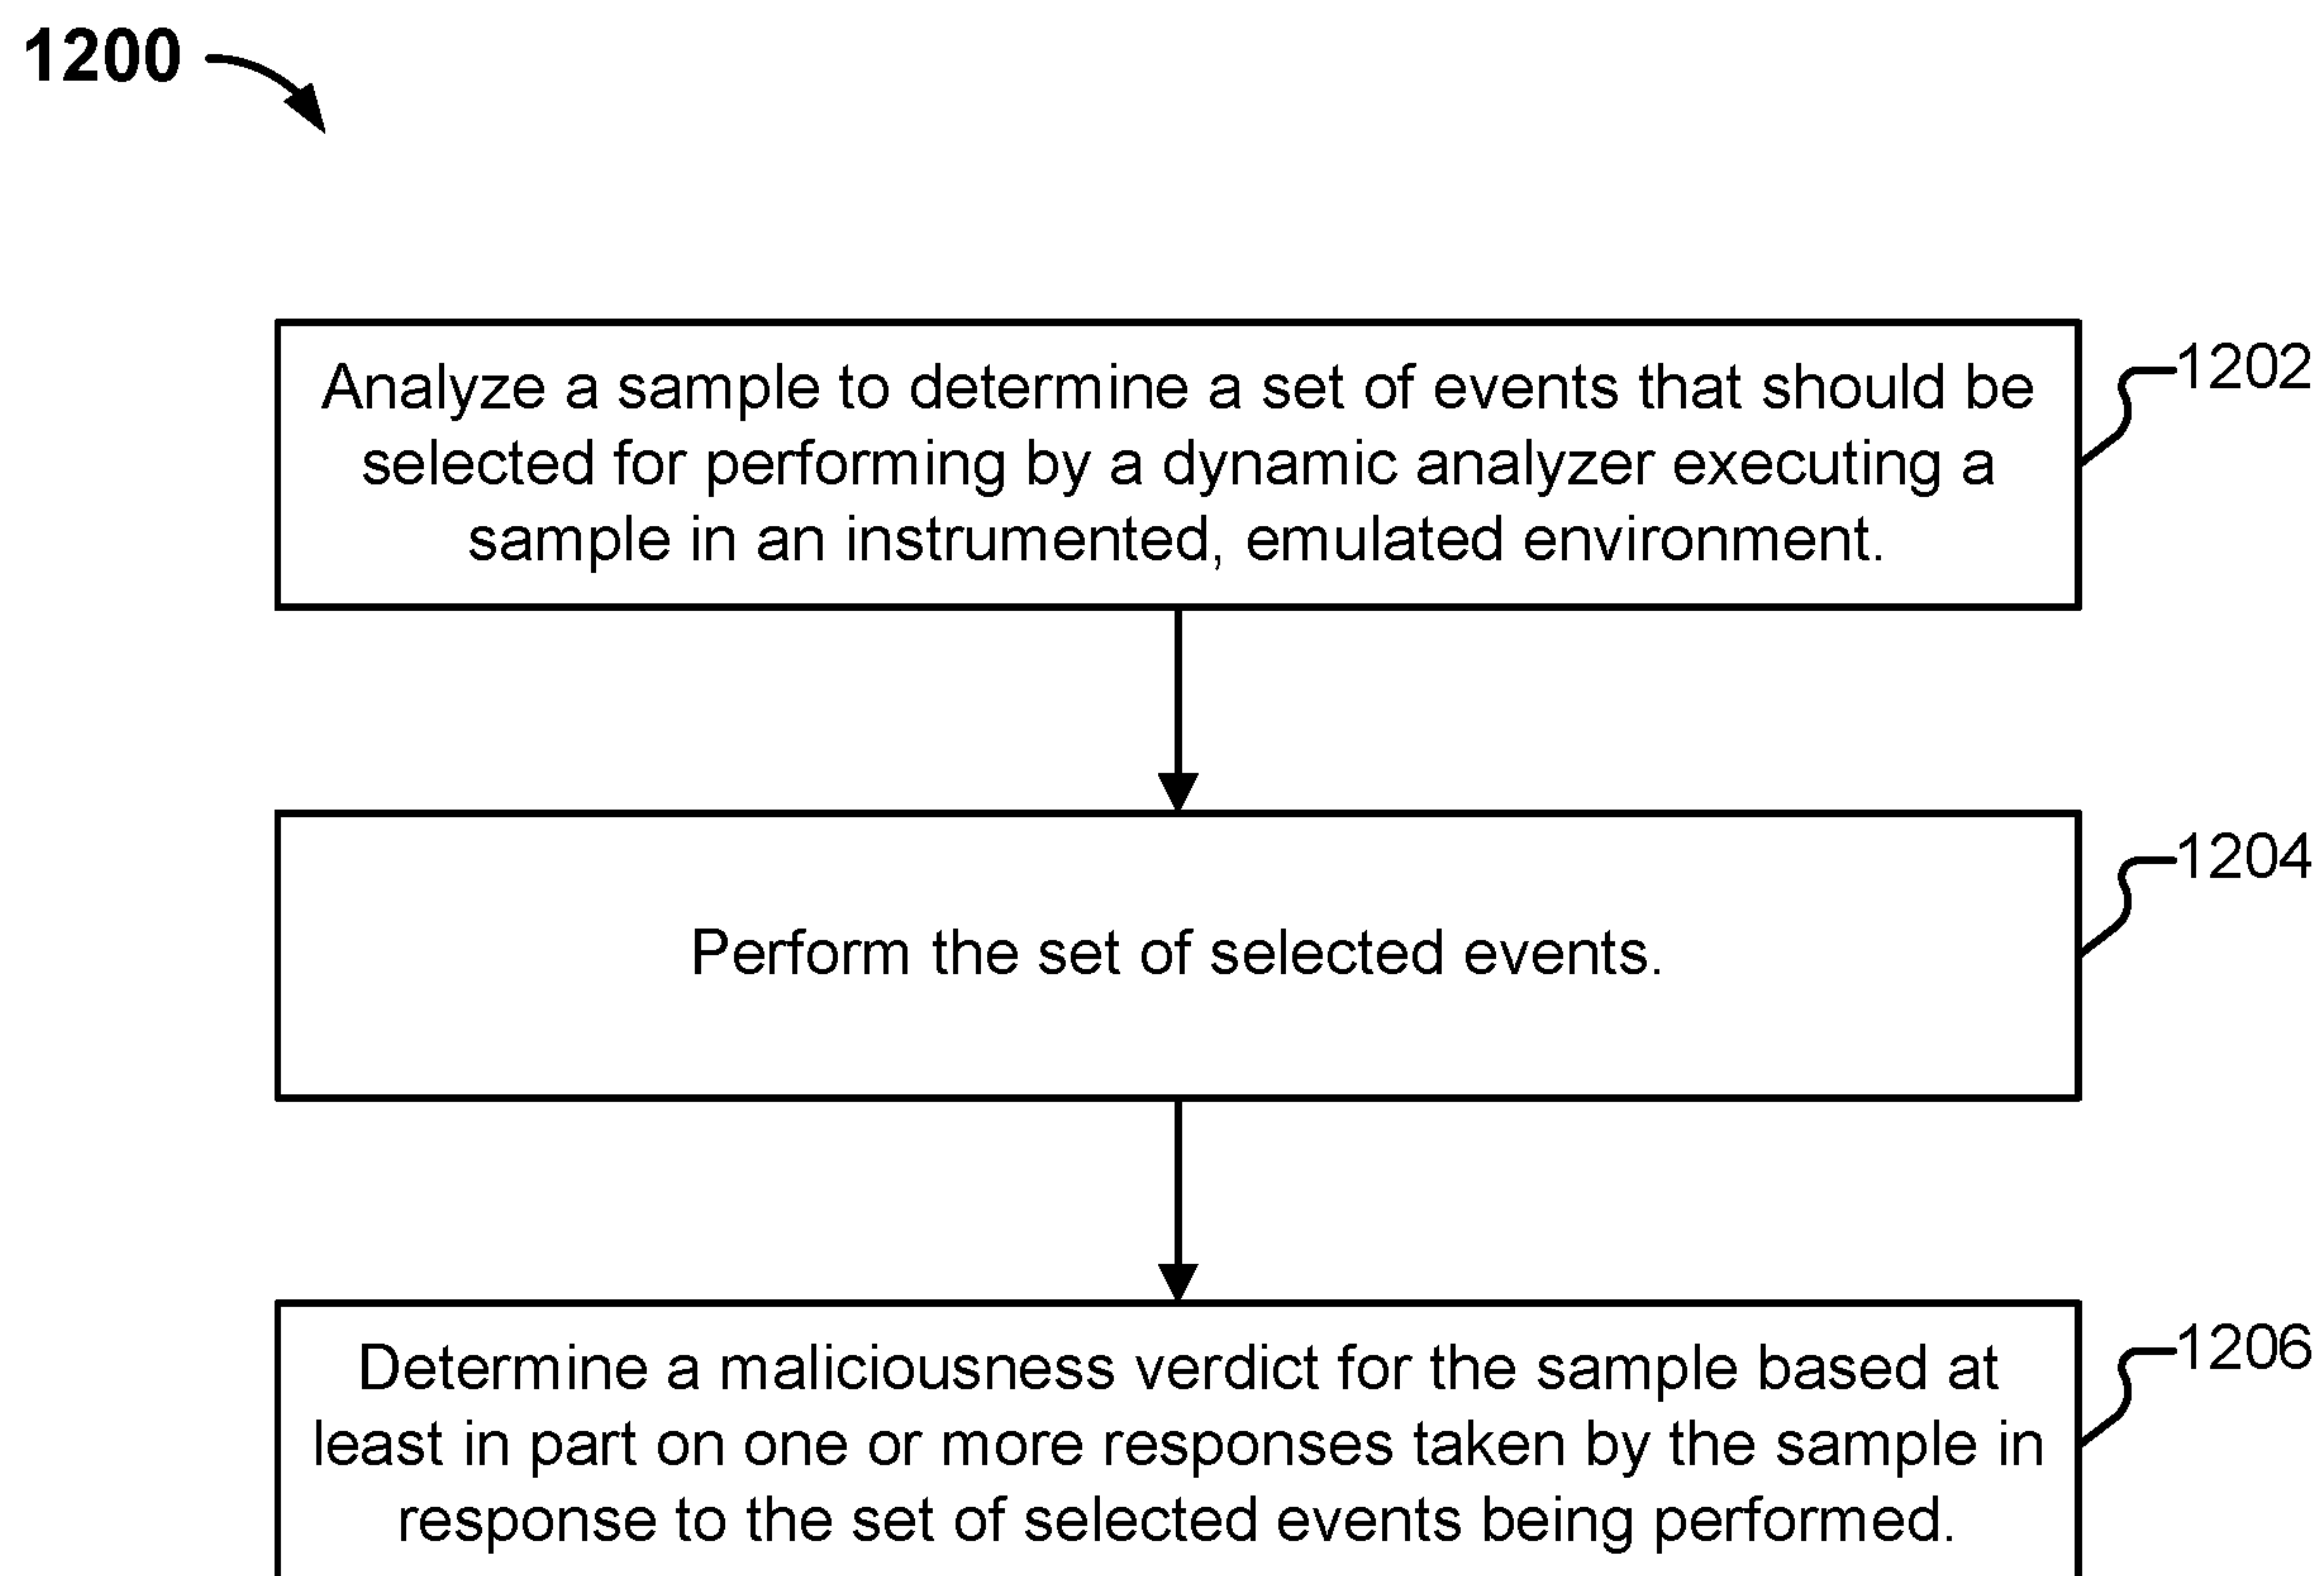 1200
Analyze a sample to determine a set of events that should be
selected for performing by a dynamic analyzer executing a
sample in an instrumented, emulated environment.
1202
Perform the set of selected events.
1204
Determine a maliciousness verdict for the sample based at
least in part on one or more responses taken by the sample in
response to the set of selected events being performed.
1206